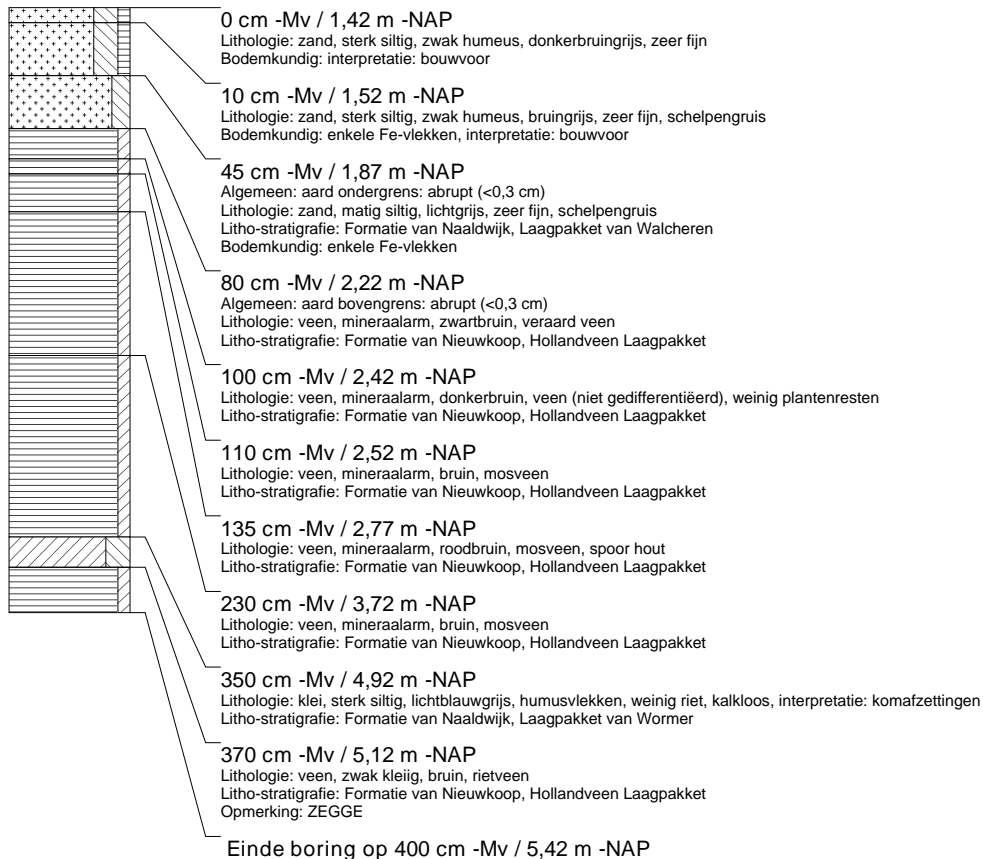 0 cm -Mv / 1,42 m -NAP
Lithologie: zand, sterk siltig, zwak humeus, donkerbruingrijs, zeer fijn
Bodemkundig: interpretatie: bouwvoor
10 cm -Mv / 1,52 m -NAP
Lithologie: zand, sterk siltig, zwak humeus, bruingrijs, zeer fijn, schelpengruis
Bodemkundig: enkele Fe-vlekken, interpretatie: bouwvoor
45 cm -Mv / 1,87 m -NAP
Algemeen: aard ondergrens: abrupt (<0,3 cm)
Lithologie: zand, matig siltig, lichtgrijs, zeer fijn, schelpengruis
Litho-stratigrafie: Formatie van Naaldwijk, Laagpakket van Walcheren
Bodemkundig: enkele Fe-vlekken
80 cm -Mv / 2,22 m -NAP
Algemeen: aard bovengrens: abrupt (<0,3 cm)
Lithologie: veen, mineraalarm, zwartbruin, veraard veen
Litho-stratigrafie: Formatie van Nieuwkoop, Hollandveen Laagpakket
100 cm -Mv / 2,42 m -NAP
Lithologie: veen, mineraalarm, donkerbruin, veen (niet gedifferentiëerd), weinig plantenresten
Litho-stratigrafie: Formatie van Nieuwkoop, Hollandveen Laagpakket
110 cm -Mv / 2,52 m -NAP
Lithologie: veen, mineraalarm, bruin, mosveen
Litho-stratigrafie: Formatie van Nieuwkoop, Hollandveen Laagpakket
135 cm -Mv / 2,77 m -NAP
Lithologie: veen, mineraalarm, roodbruin, mosveen, spoor hout
Litho-stratigrafie: Formatie van Nieuwkoop, Hollandveen Laagpakket
230 cm -Mv / 3,72 m -NAP
Lithologie: veen, mineraalarm, bruin, mosveen
Litho-stratigrafie: Formatie van Nieuwkoop, Hollandveen Laagpakket
350 cm -Mv / 4,92 m -NAP
Lithologie: klei, sterk siltig, lichtblauwgrijs, humusvlekken, weinig riet, kalkloos, interpretatie: komafzettingen
Litho-stratigrafie: Formatie van Naaldwijk, Laagpakket van Wormer
370 cm -Mv / 5,12 m -NAP
Lithologie: veen, zwak kleiig, bruin, rietveen
Litho-stratigrafie: Formatie van Nieuwkoop, Hollandveen Laagpakket
Opmerking: ZEGGE
Einde boring op 400 cm -Mv / 5,42 m -NAP